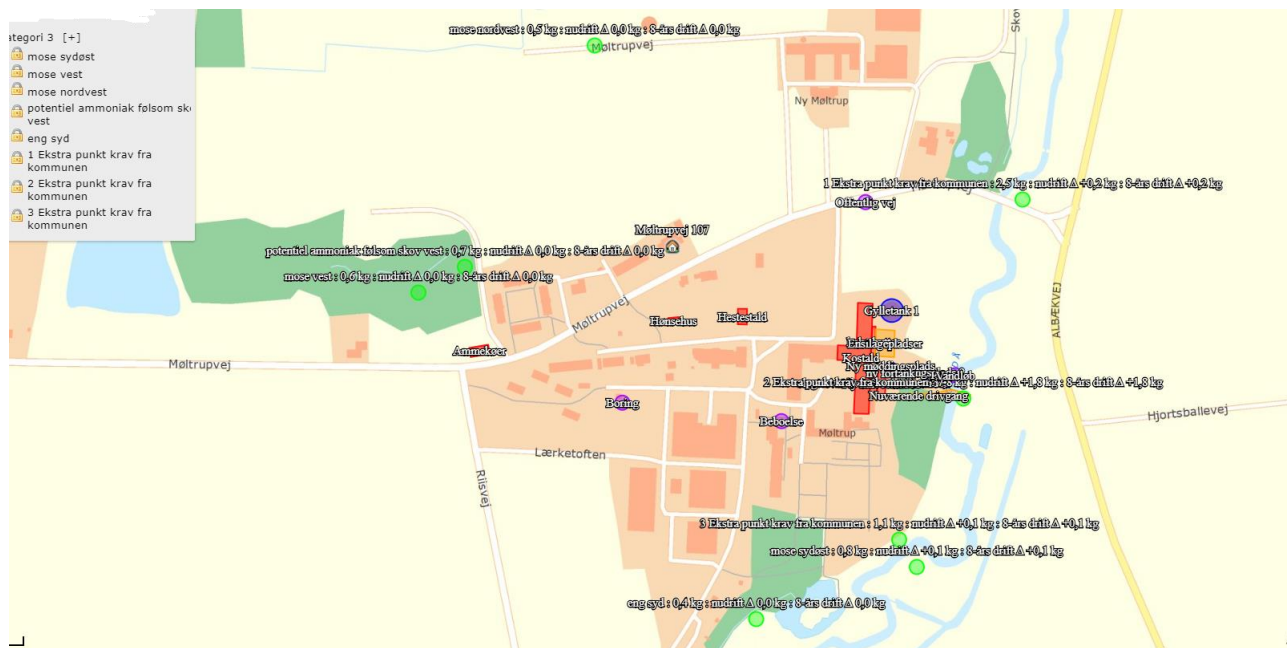 ategori 3 [+]
mose sydøst
mose vest
mose nordvest
potentiel ammoniak følsom sko
vest
eng syd
1 Ekstra punkt krav fra
kommunen
2 Ekstra punkt krav fra
kommunen
3 Ekstra punkt krav fra
kommunen
mose nordvest : 0,5 kg : nudrift Δ 0,0 kg : 8-års drift Δ 0,0 kg
Møltrupvej
Skov
Ny Møltrup
1 Ekstra punkt krav fra kommunen : 2,5 kg : nudrift Δ +0,2 kg : 8-års drift Δ +0,2 kg
Offentlig vej
Møltrupvej 107
potentiel ammoniak følsom skov vest : 0,7 kg : nudrift Δ 0,0 kg : 8-års drift Δ 0,0 kg
mose vest : 0,6 kg : nudrift Δ 0,0 kg : 8-års drift Δ 0,0 kg
Møltrupvej
ALBÆKVEJ
Gylletank 1
Hønsehus
Hestestald
Ensilagepladser
Ammekøer
Kostald
Møltrupvej
Ny møddingsplads
Vandløb
2 Ekstra punkt krav fra kommunen
kg : nudrift Δ +1,8 kg : 8-års drift Δ +1,8 kg
Nuværende drivgang
Boring
Beboelse
Møltrup
Hjortsballevej
Lærketoften
Riisvej
3 Ekstra punkt krav fra kommunen : 1,1 kg : nudrift Δ +0,1 kg : 8-års drift Δ +0,1 kg
mose sydøst : 0,8 kg : nudrift Δ +0,1 kg : 8-års drift Δ +0,1 kg
eng syd : 0,4 kg : nudrift Δ 0,0 kg : 8-års drift Δ 0,0 kg